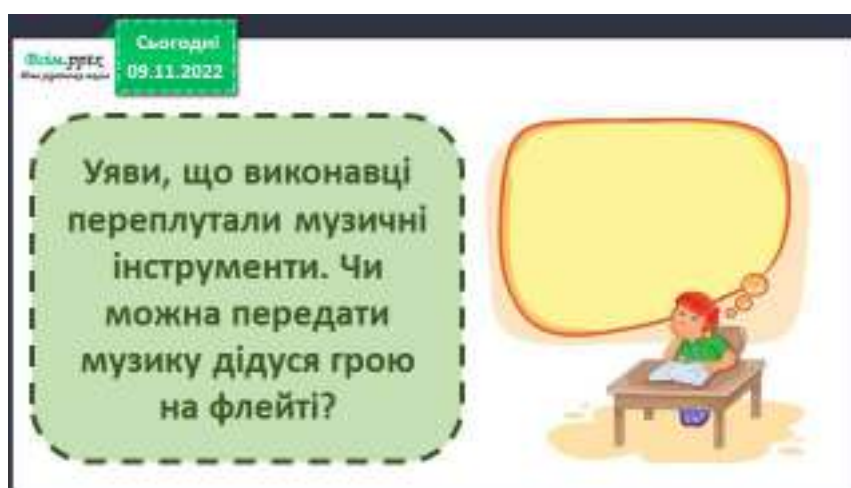 Сьогодні
09.11.2022
Уяви, що виконавці
переплутали музичні
інструменти. Чи
можна передати
музику дідуся грою
на флейті?